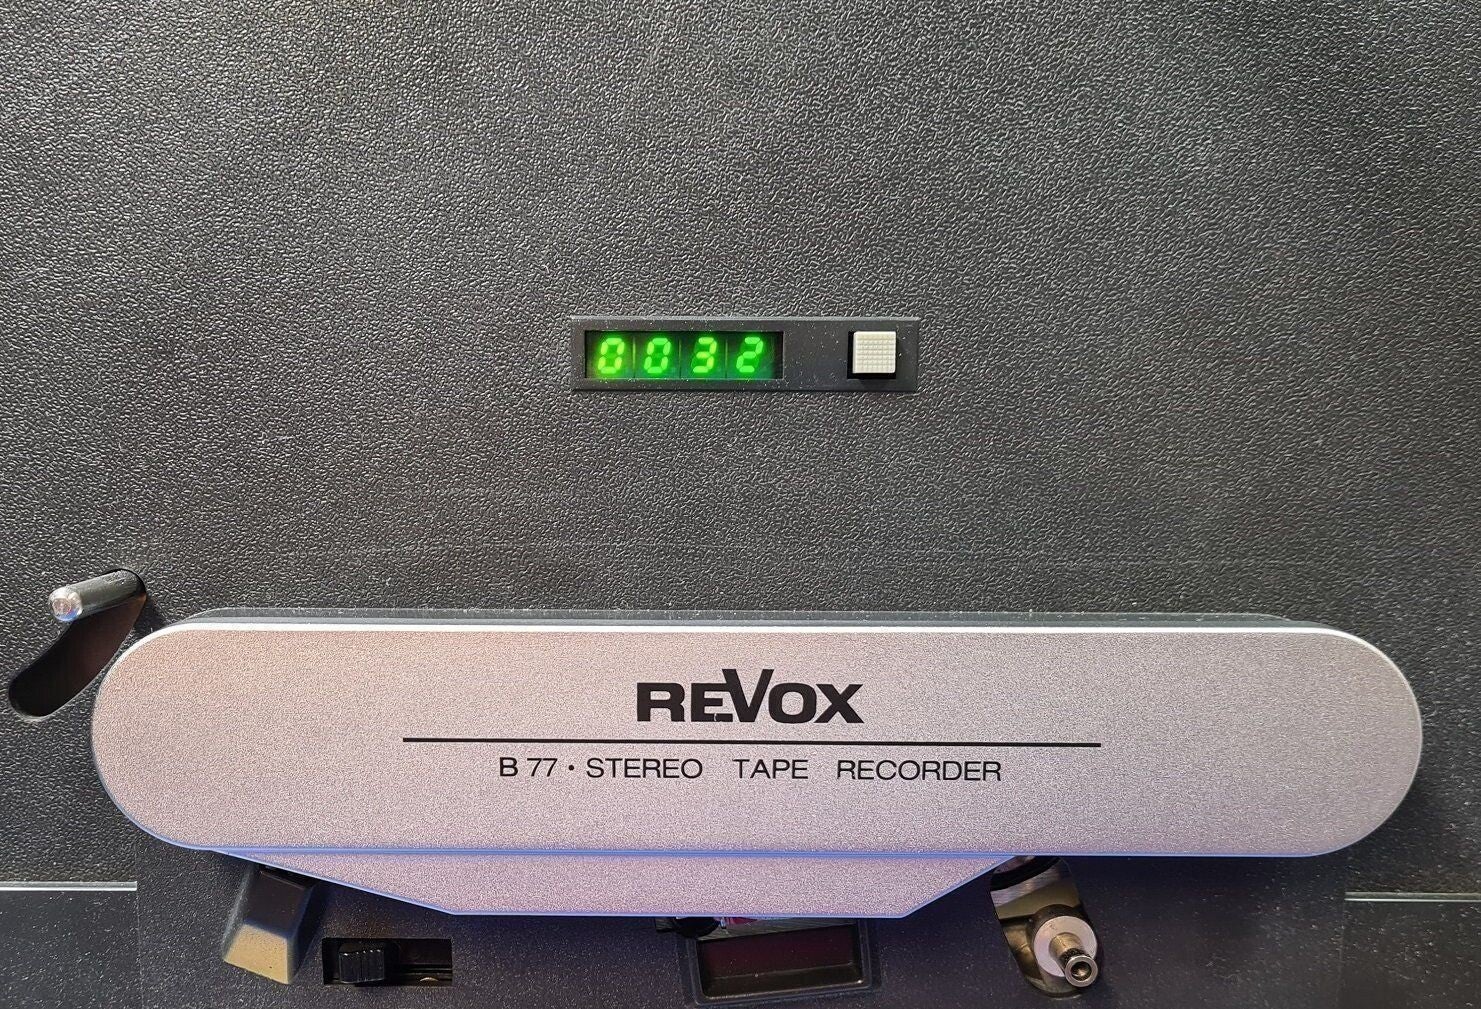 0032
REVOX
B 77 · STEREO TAPE RECORDER